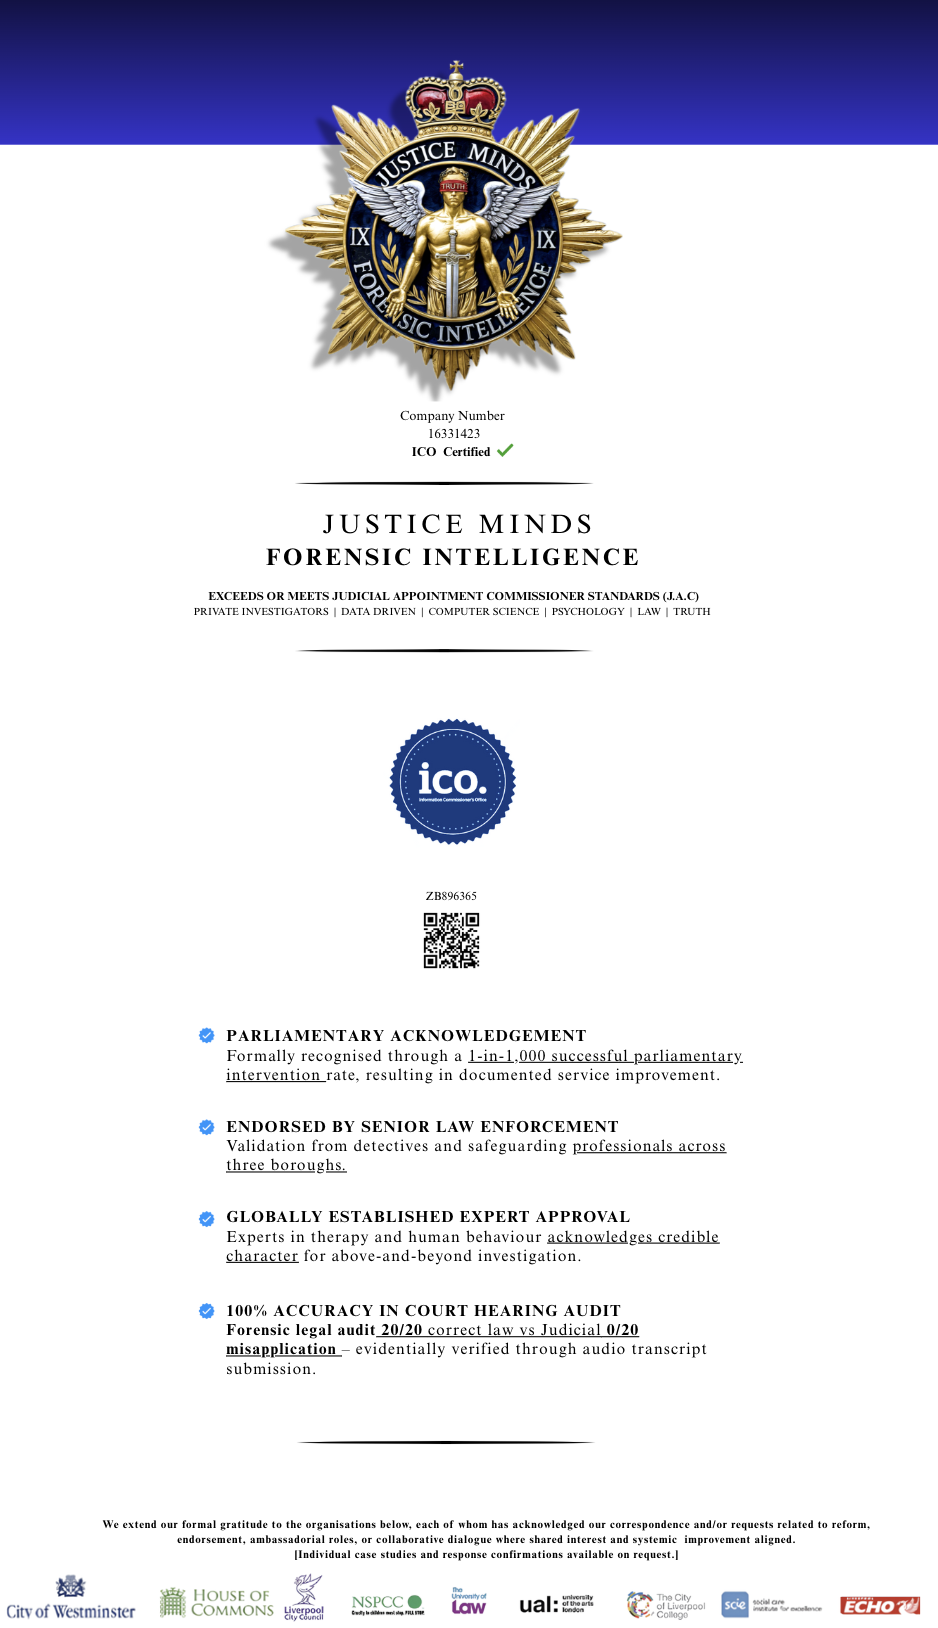 JUSTICE MINDS
TRUTH
IX IX
FORENSIC INTELLIGENCE
Company Number
16331423
ICO Certified
JUSTICE MINDS
FORENSIC INTELLIGENCE
EXCEEDS OR MEETS JUDICIAL APPOINTMENT COMMISSIONER STANDARDS (J.A.C)
PRIVATE INVESTIGATORS | DATA DRIVEN | COMPUTER SCIENCE | PSYCHOLOGY | LAW | TRUTH
ico.
Information Commissioner's Office
ZB896365
PARLIAMENTARY ACKNOWLEDGEMENT
Formally recognised through a 1-in-1,000 successful parliamentary
intervention rate, resulting in documented service improvement.
ENDORSED BY SENIOR LAW ENFORCEMENT
Validation from detectives and safeguarding professionals across
three boroughs.
GLOBALLY ESTABLISHED EXPERT APPROVAL
Experts in therapy and human behaviour acknowledges credible
character for above-and-beyond investigation.
100% ACCURACY IN COURT HEARING AUDIT
Forensic legal audit 20/20 correct law vs Judicial 0/20
misapplication – evidentially verified through audio transcript
submission.
We extend our formal gratitude to the organisations below, each of whom has acknowledged our correspondence and/or requests related to reform,
endorsement, ambassadorial roles, or collaborative dialogue where shared interest and systemic improvement aligned.
[Individual case studies and response confirmations available on request.]
City of Westminster
HOUSE OF
COMMONS
Liverpool
City Council
NSPCC
Cruelty to children must stop. FULL STOP.
The
University of
Law
ual: university
of the arts
london
The City
of Liverpool
College
scie social care
institute for excellence
LIVERPOOL
ECHO